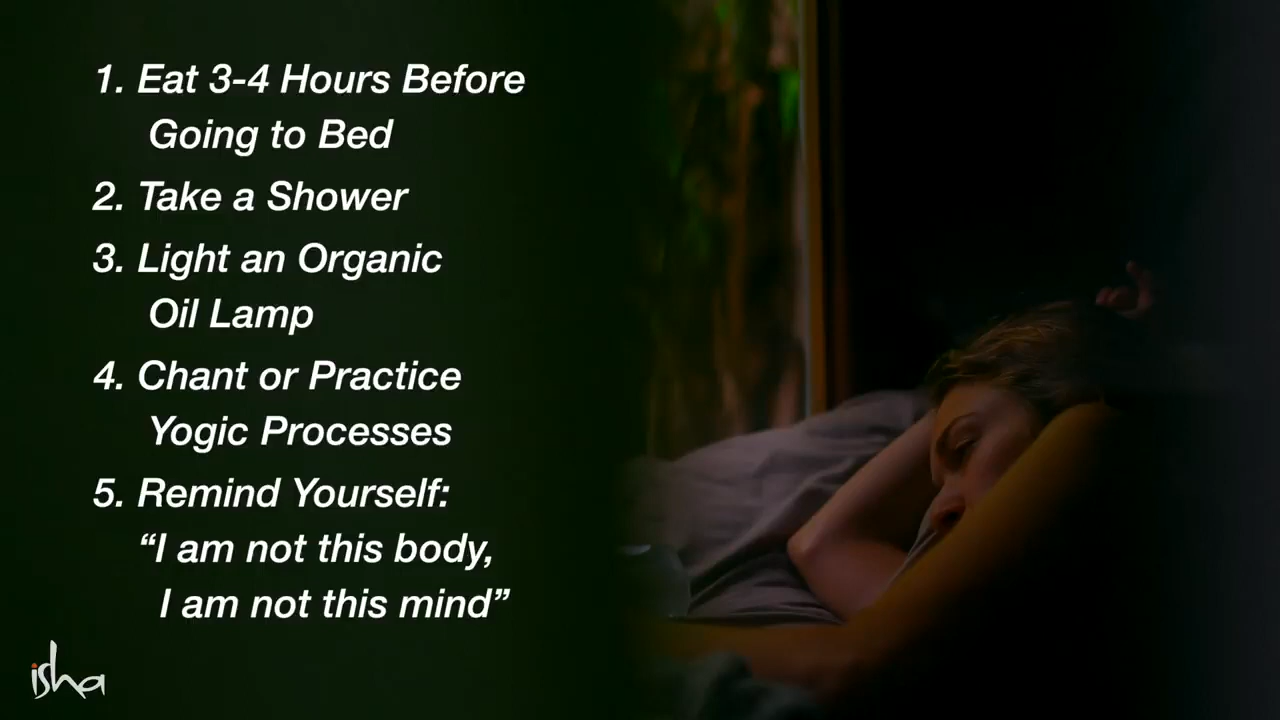 1. Eat 3-4 Hours Before
Going to Bed
2. Take a Shower
3. Light an Organic
Oil Lamp
4. Chant or Practice
Yogic Processes
5. Remind Yourself:
“I am not this body,
I am not this mind”
isha